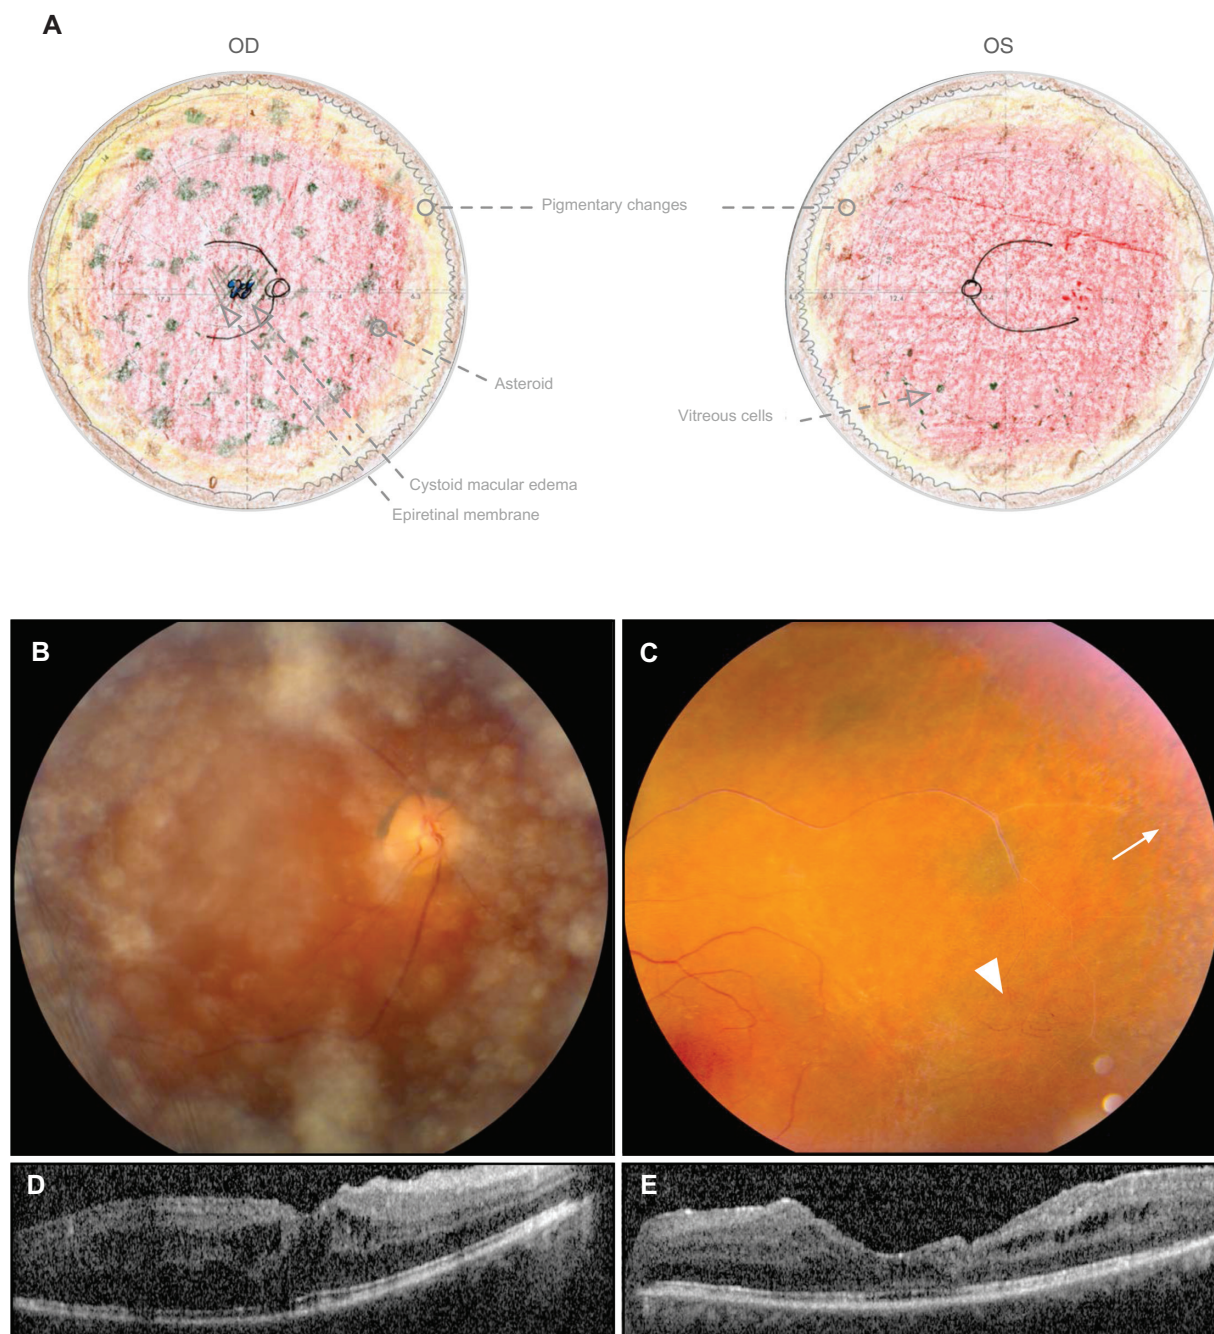 A
OD
OS
Pigmentary changes
Asteroid
Vitreous cells
Cystoid macular edema
Epiretinal membrane
B
C
D
E